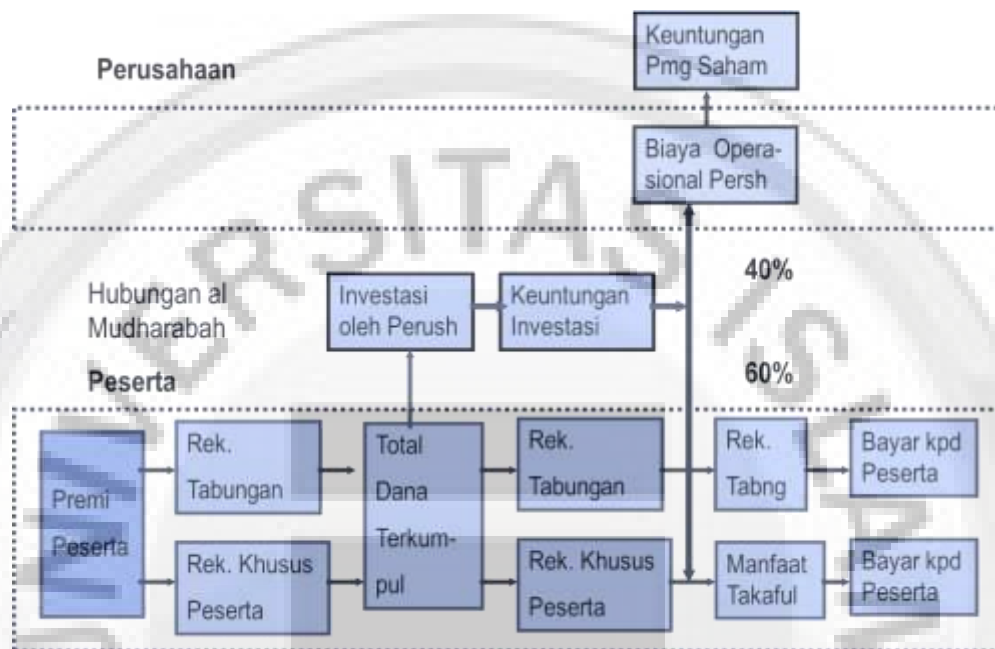 Keuntungan
Pmg Saham
Perusahaan
Biaya Opera-
sional Persh
Hubungan al
Mudharabah
Investasi
oleh Perush
Keuntungan
Investasi
40%
60%
Peserta
Premi
Peserta
Rek.
Tabungan
Rek. Khusus
Peserta
Total
Dana
Terkum-
pul
Rek.
Tabungan
Rek. Khusus
Peserta
Rek.
Tabng
Manfaat
Takaful
Bayar kpd
Peserta
Bayar kpd
Peserta
UNIVERSITAS ISLAM